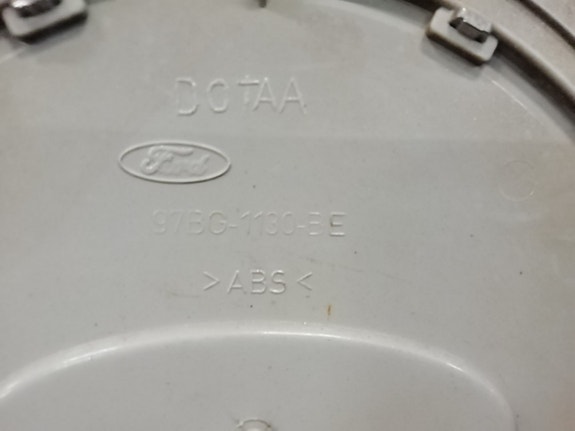 DOTAA
Ford
97BG-1130-BE
>ABS<